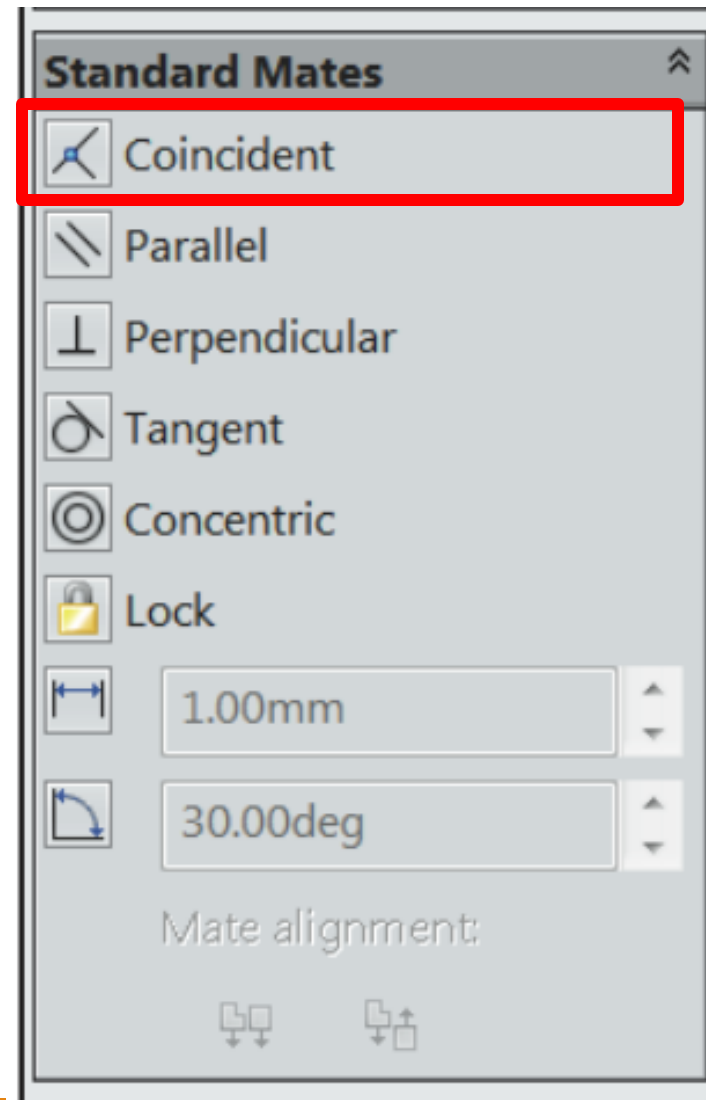 Standard Mates
Coincident
Parallel
Perpendicular
Tangent
Concentric
Lock
1.00mm
30.00deg
Mate alignment: